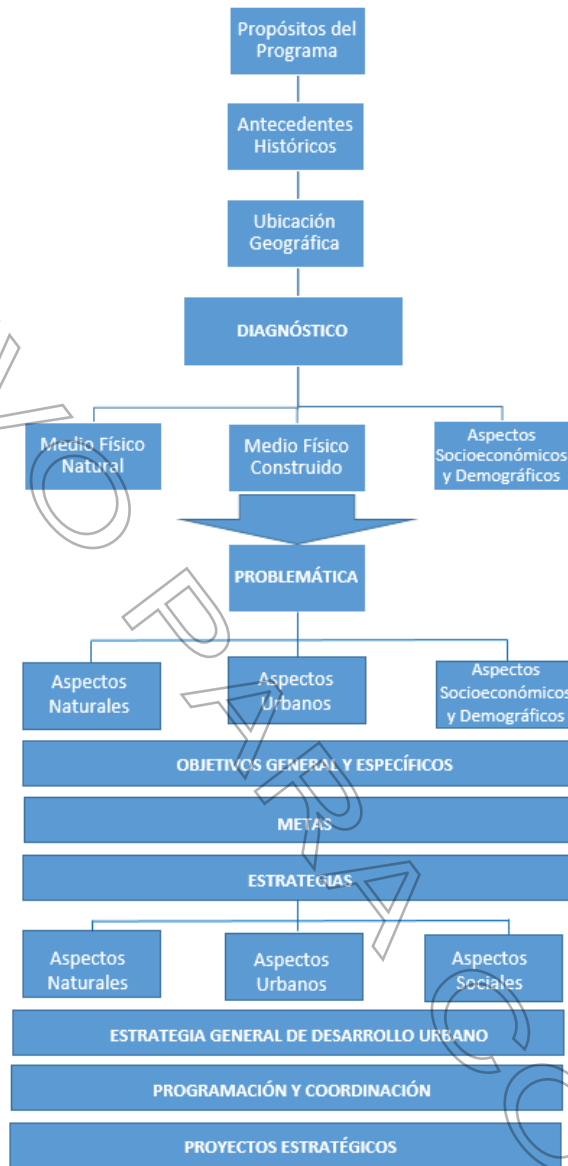 Propósitos del
Programa
Antecedentes
Históricos
Ubicación
Geográfica
DIAGNÓSTICO
Medio Físico
Natural
Medio Físico
Construido
Aspectos
Socioeconómicos
y Demográficos
PROBLEMÁTICA
Aspectos
Naturales
Aspectos
Urbanos
Aspectos
Socioeconómicos
y Demográficos
OBJETIVOS GENERAL Y ESPECÍFICOS
METAS
ESTRATEGIAS
Aspectos
Naturales
Aspectos
Urbanos
Aspectos
Sociales
ESTRATEGIA GENERAL DE DESARROLLO URBANO
PROGRAMACIÓN Y COORDINACIÓN
PROYECTOS ESTRATÉGICOS
PARA